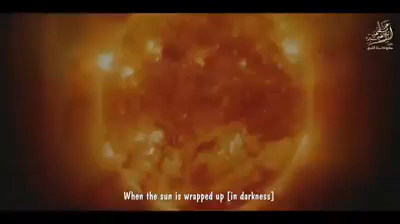 When the sun is wrapped up [in darkness]